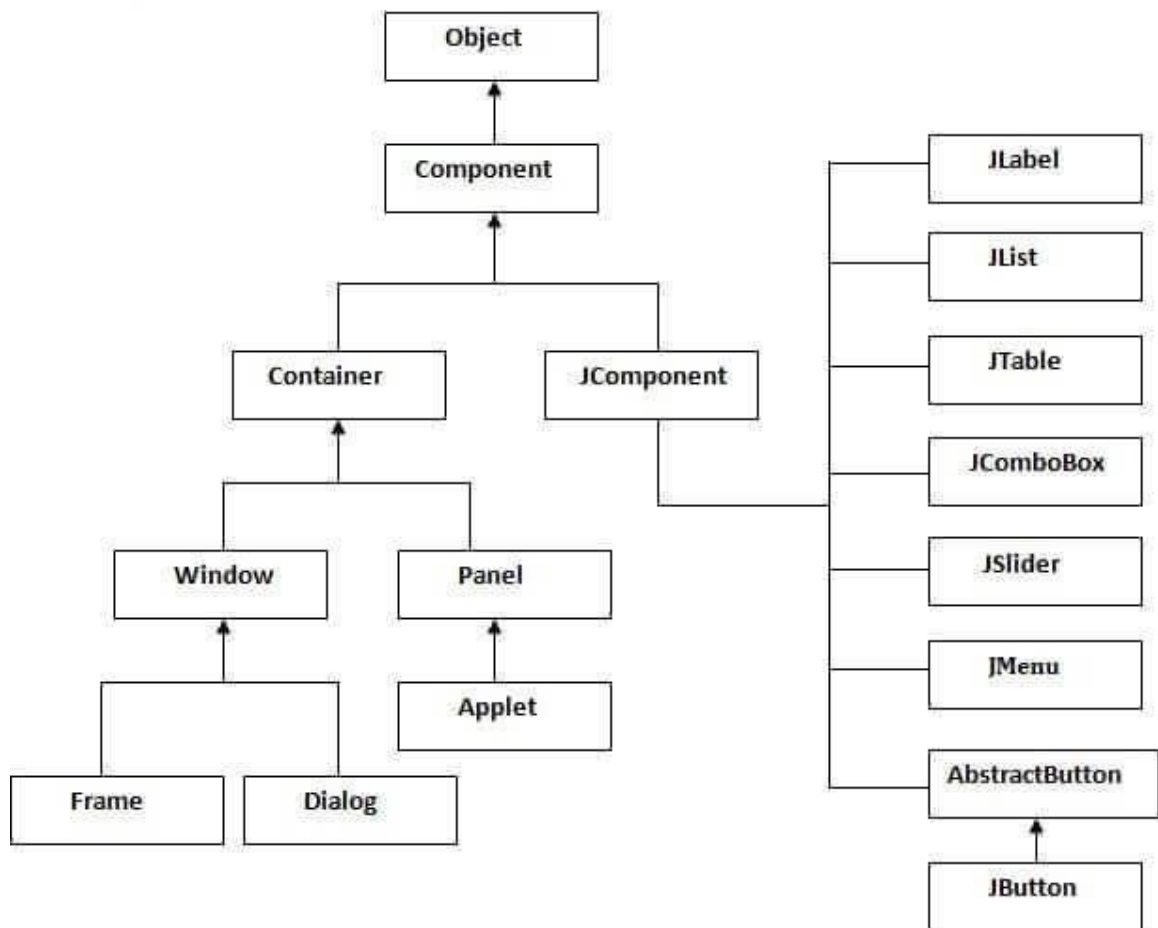 Object
Component
Container
JComponent
Window
Panel
Applet
Frame
Dialog
JLabel
JList
JTable
JComboBox
JSlider
JMenu
AbstractButton
JButton